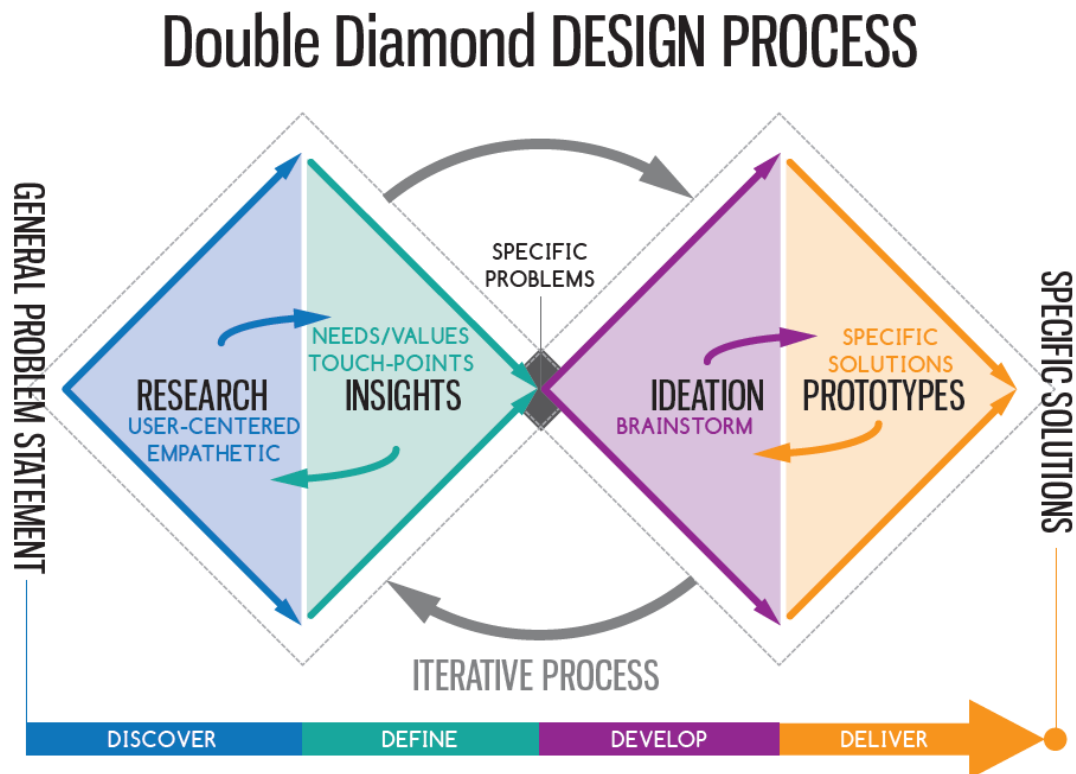 Double Diamond DESIGN PROCESS
GENERAL PROBLEM STATEMENT
RESEARCH
USER-CENTERED
EMPATHETIC
NEEDS/VALUES
TOUCH-POINTS
INSIGHTS
SPECIFIC
PROBLEMS
IDEATION
BRAINSTORM
SPECIFIC
SOLUTIONS
PROTOTYPES
SPECIFIC SOLUTIONS
ITERATIVE PROCESS
DISCOVER
DEFINE
DEVELOP
DELIVER